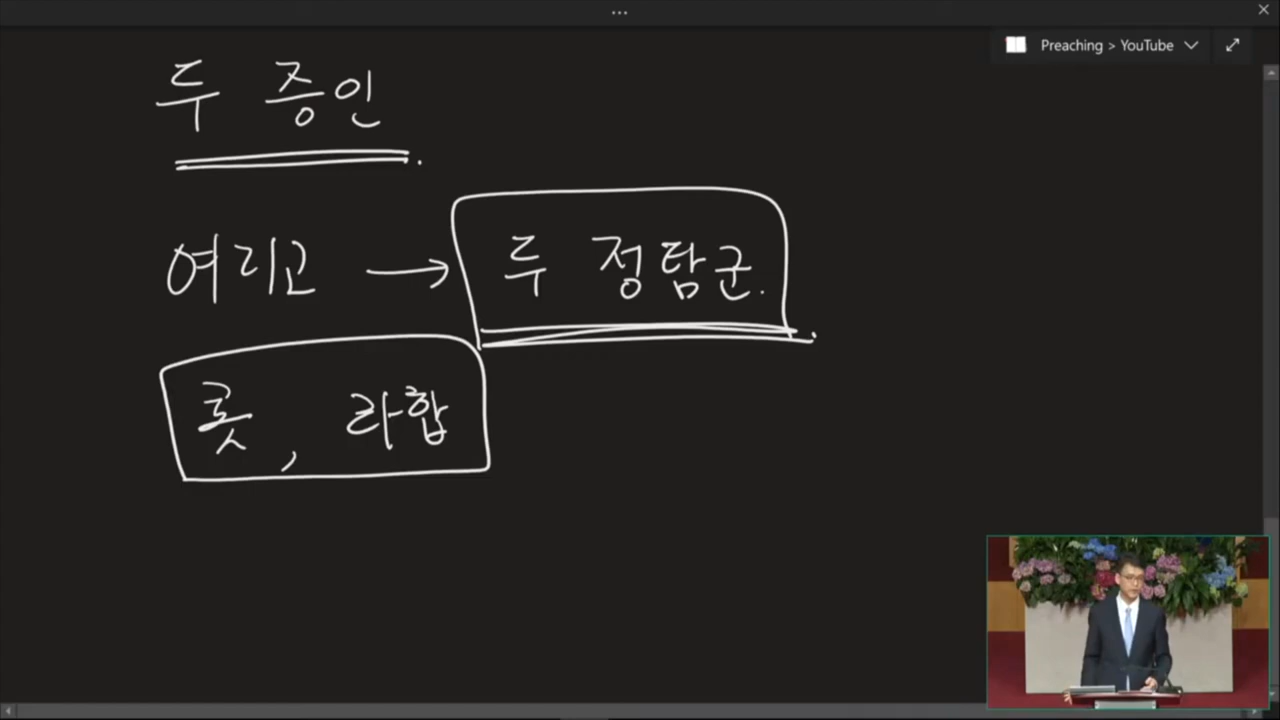 ...
Preaching > YouTube
두 증인.
여리고 → 두 정탐군.
롯, 라합